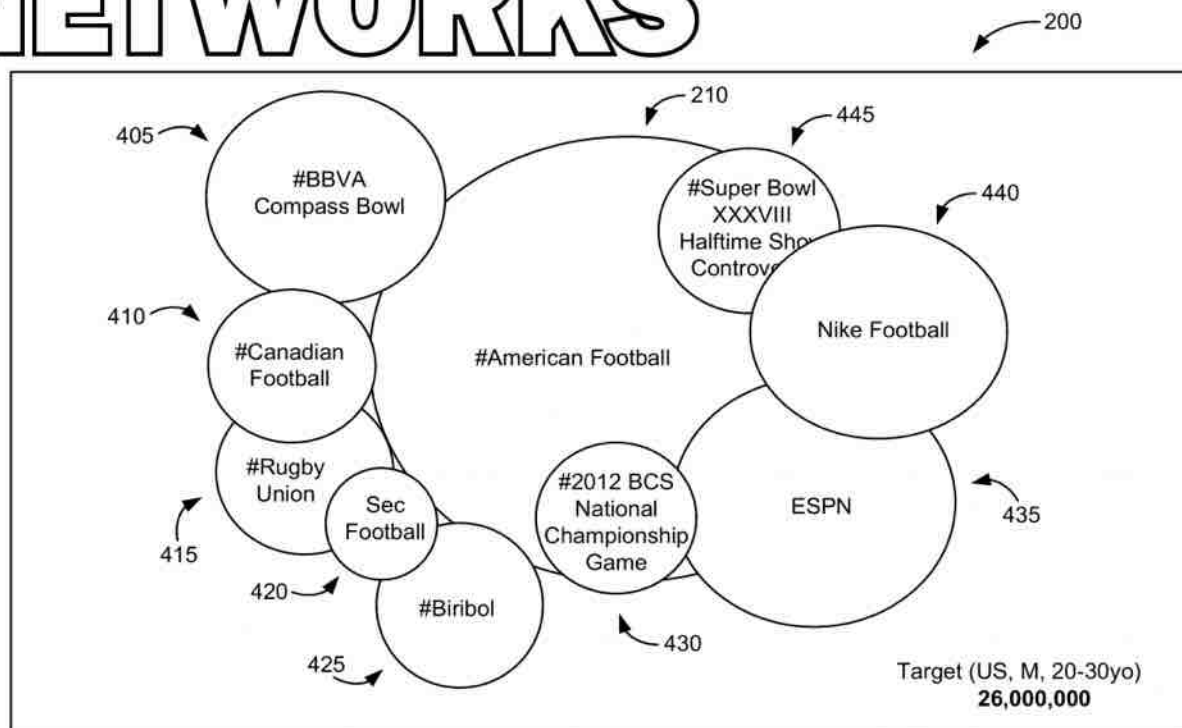 NETWORKS
200
210
405
445
#BBVA
Compass Bowl
#Super Bowl
XXXVIII
Halftime
440
410
Nike Football
#Canadian
Football
#American Football
#Rugby
Union
#2012 BCS
National
Championship
Game
Sec
Football
ESPN
435
415
420
#Biribol
430
425
Target (US, M, 20-30yo)
26,000,000